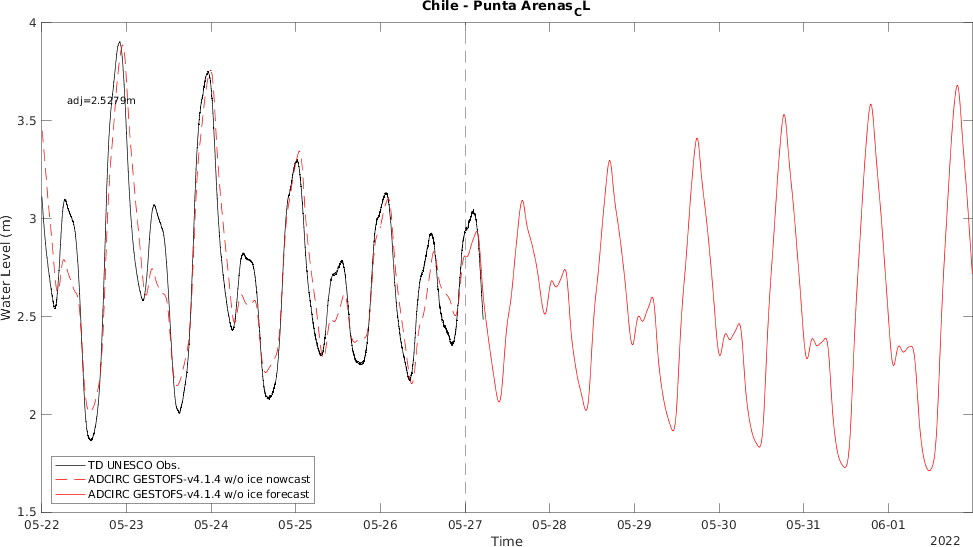 Chile - Punta Arenas_CL
4
adj=2.5279m
3.5
3
Water Level (m)
2.5
2
TD UNESCO Obs.
ADCIRC GESTOFS-v4.1.4 w/o ice nowcast
ADCIRC GESTOFS-v4.1.4 w/o ice forecast
1.5
05-22 05-23 05-24 05-25 05-26 05-27 05-28 05-29 05-30 05-31 06-01
Time
2022